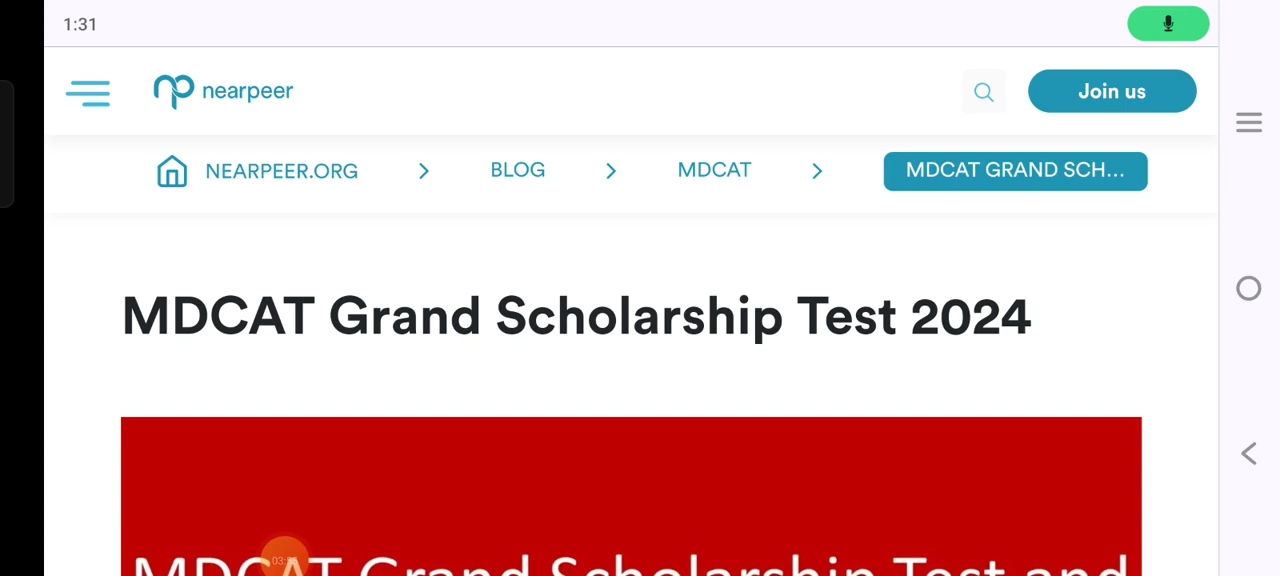 1:31
nearpeer
Join us
NEARPEER.ORG > BLOG > MDCAT > MDCAT GRAND SCH...
MDCAT Grand Scholarship Test 2024
MDCAT Grand Scholarship Test and